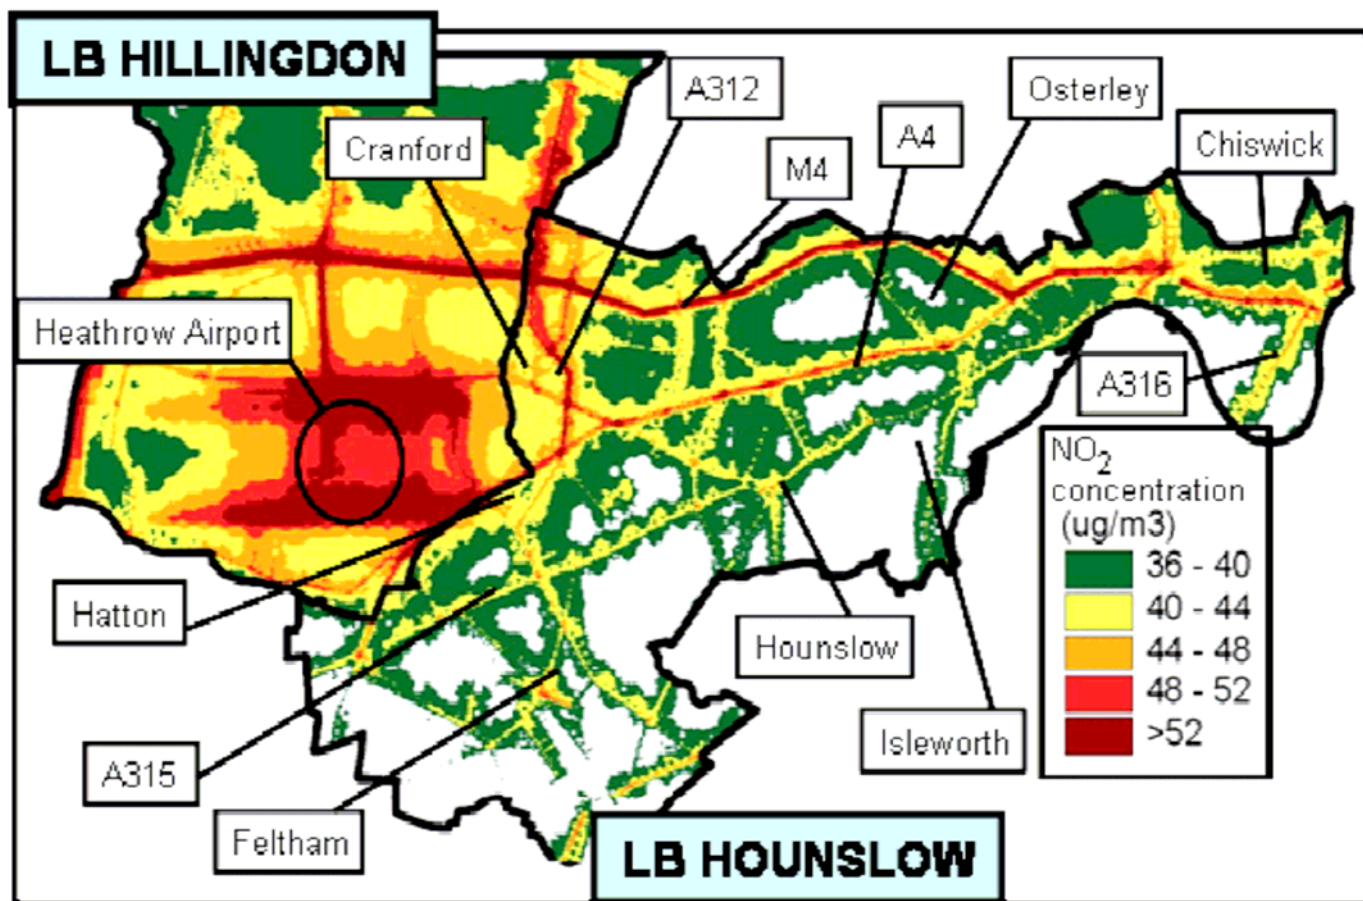 LB HILLINGDON
A312
Osterley
Cranford
A4
Chiswick
M4
Heathrow Airport
A316
NO2
concentration
(ug/m3)
36 - 40
40 - 44
44 - 48
48 - 52
>52
Hatton
Hounslow
Isleworth
A315
Feltham
LB HOUNSLOW